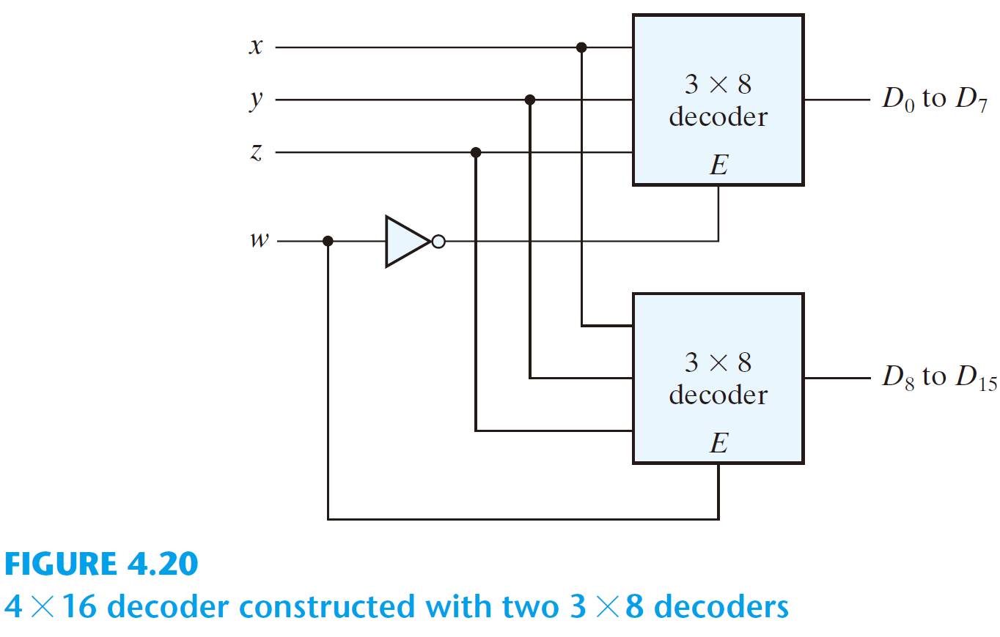 x
y
z
w
3 × 8
decoder
E
D₀ to D₇
3 × 8
decoder
E
D₈ to D₁₅
FIGURE 4.20
4 × 16 decoder constructed with two 3 × 8 decoders